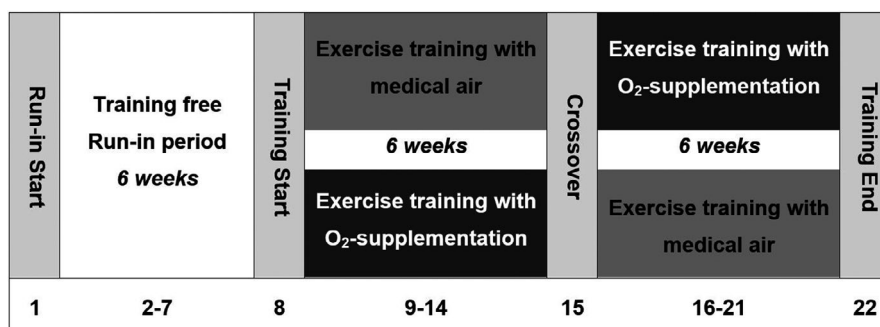 Run-in Start
Training free
Run-in period
6 weeks
Training Start
Exercise training with
medical air
6 weeks
Exercise training with
O₂-supplementation
Crossover
Exercise training with
O₂-supplementation
6 weeks
Exercise training with
medical air
Training End
1 2-7 8 9-14 15 16-21 22